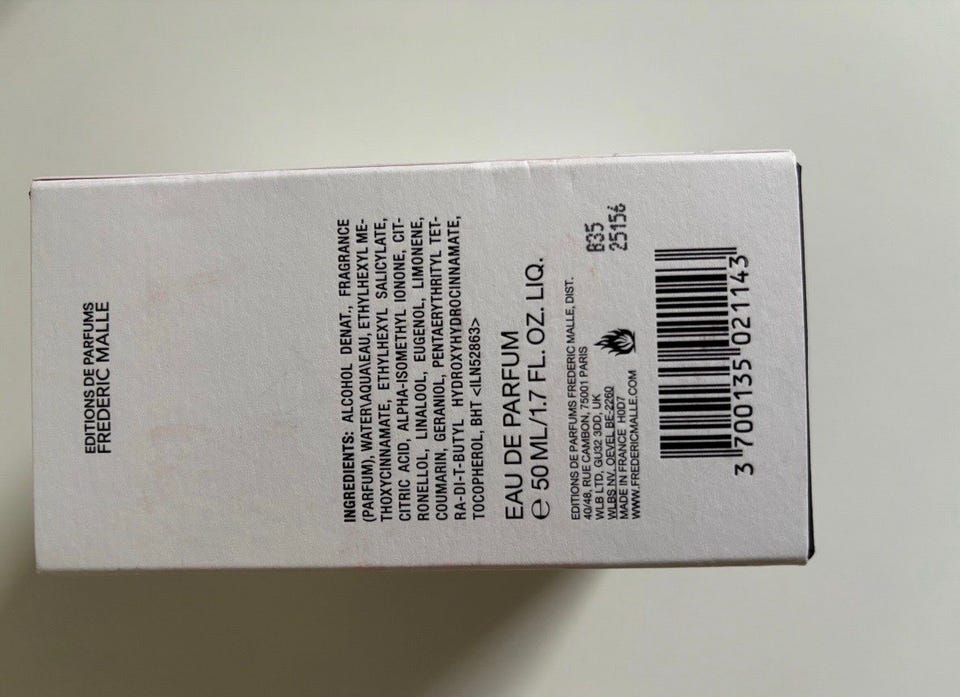 EDITIONS DE PARFUMS
FREDERIC MALLE
INGREDIENTS: ALCOHOL DENAT., FRAGRANCE
(PARFUM), WATER\AQUA\EAU, ETHYLHEXYL ME-
THOXYCINNAMATE, ETHYLHEXYL SALICYLATE,
CITRIC ACID, ALPHA-ISOMETHYL IONONE, CIT-
RONELLOL, LINALOOL, EUGENOL, LIMONENE,
COUMARIN, GERANIOL, PENTAERYTHRITYL TET-
RA-DI-T-BUTYL HYDROXYHYDROCINNAMATE,
TOCOPHEROL, BHT <ILN52863>
EAU DE PARFUM
℮ 50 ML/1.7 FL. OZ. LIQ.
EDITIONS DE PARFUMS FREDERIC MALLE, DIST.
40/48, RUE CAMBON, 75001 PARIS
WLB LTD, GU32 3DD, UK
WLBS NV, OEVEL BE-2260
MADE IN FRANCE H0D7
WWW.FREDERICMALLE.COM
B35
25156
3 700135 021143